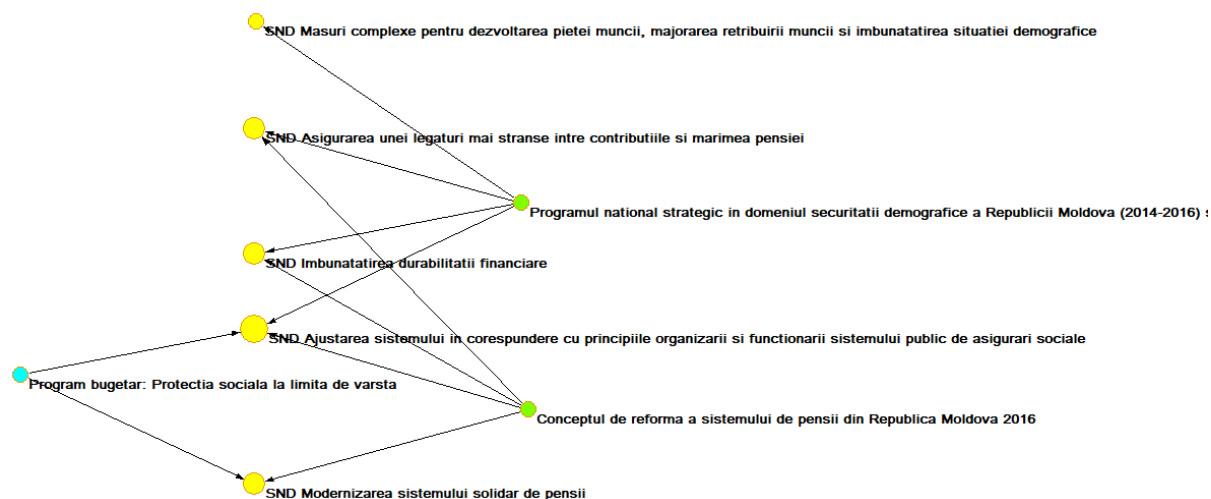 SND Masuri complexe pentru dezvoltarea pietei muncii, majorarea retribuirii muncii si imbunatatirea situatiei demografice
SND Asigurarea unei legaturi mai stranse intre contributiile si marimea pensiei
Programul national strategic in domeniul securitatii demografice a Republicii Moldova (2014-2016) s
SND Imbunatatirea durabilitatii financiare
SND Ajustarea sistemului in corespundere cu principiile organizarii si functionarii sistemului public de asigurari sociale
Program bugetar: Protectia sociala la limita de varsta
Conceptul de reforma a sistemului de pensii din Republica Moldova 2016
SND Modernizarea sistemului solidar de pensii